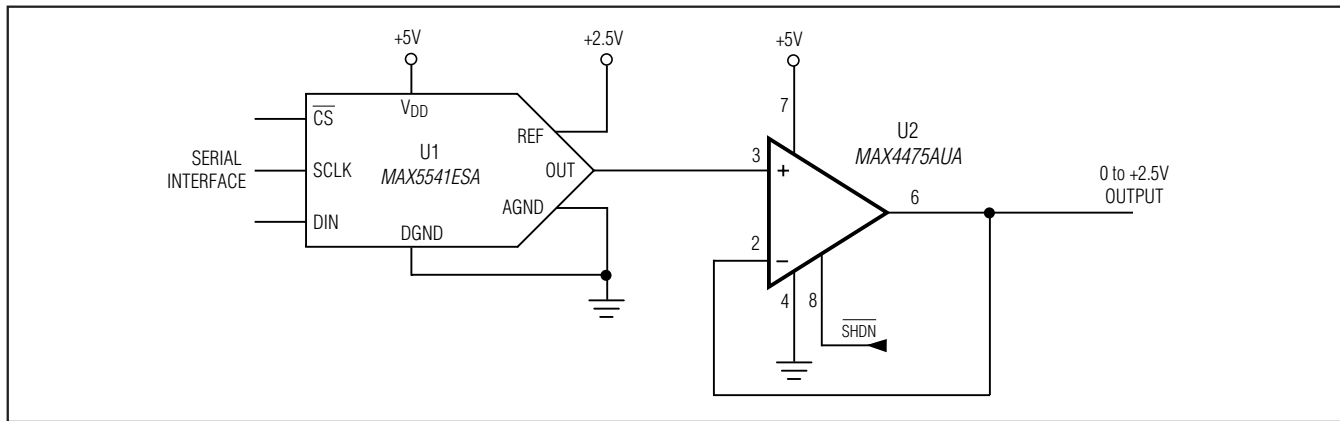 +5V
+2.5V
+5V
CS
VDD
7
REF
U1
MAX5541ESA
U2
MAX4475AUA
SERIAL
INTERFACE
SCLK
OUT
3
+
0 to +2.5V
OUTPUT
AGND
6
DIN
DGND
2
−
4
8
SHDN